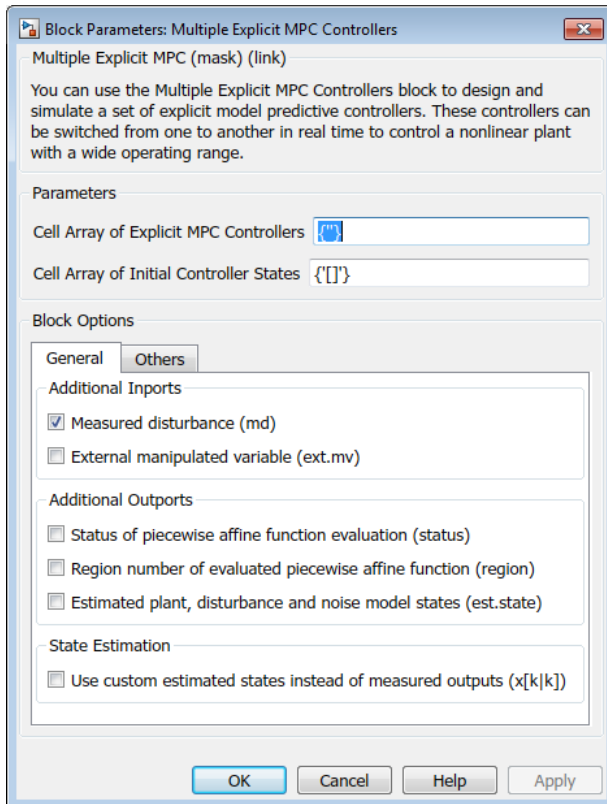 Block Parameters: Multiple Explicit MPC Controllers
Multiple Explicit MPC (mask) (link)
You can use the Multiple Explicit MPC Controllers block to design and
simulate a set of explicit model predictive controllers. These controllers can
be switched from one to another in real time to control a nonlinear plant
with a wide operating range.
Parameters
Cell Array of Explicit MPC Controllers {''}
Cell Array of Initial Controller States {'[]'}
Block Options
General Others
Additional Inports
Measured disturbance (md)
External manipulated variable (ext.mv)
Additional Outports
Status of piecewise affine function evaluation (status)
Region number of evaluated piecewise affine function (region)
Estimated plant, disturbance and noise model states (est.state)
State Estimation
Use custom estimated states instead of measured outputs (x[k|k])
OK Cancel Help Apply